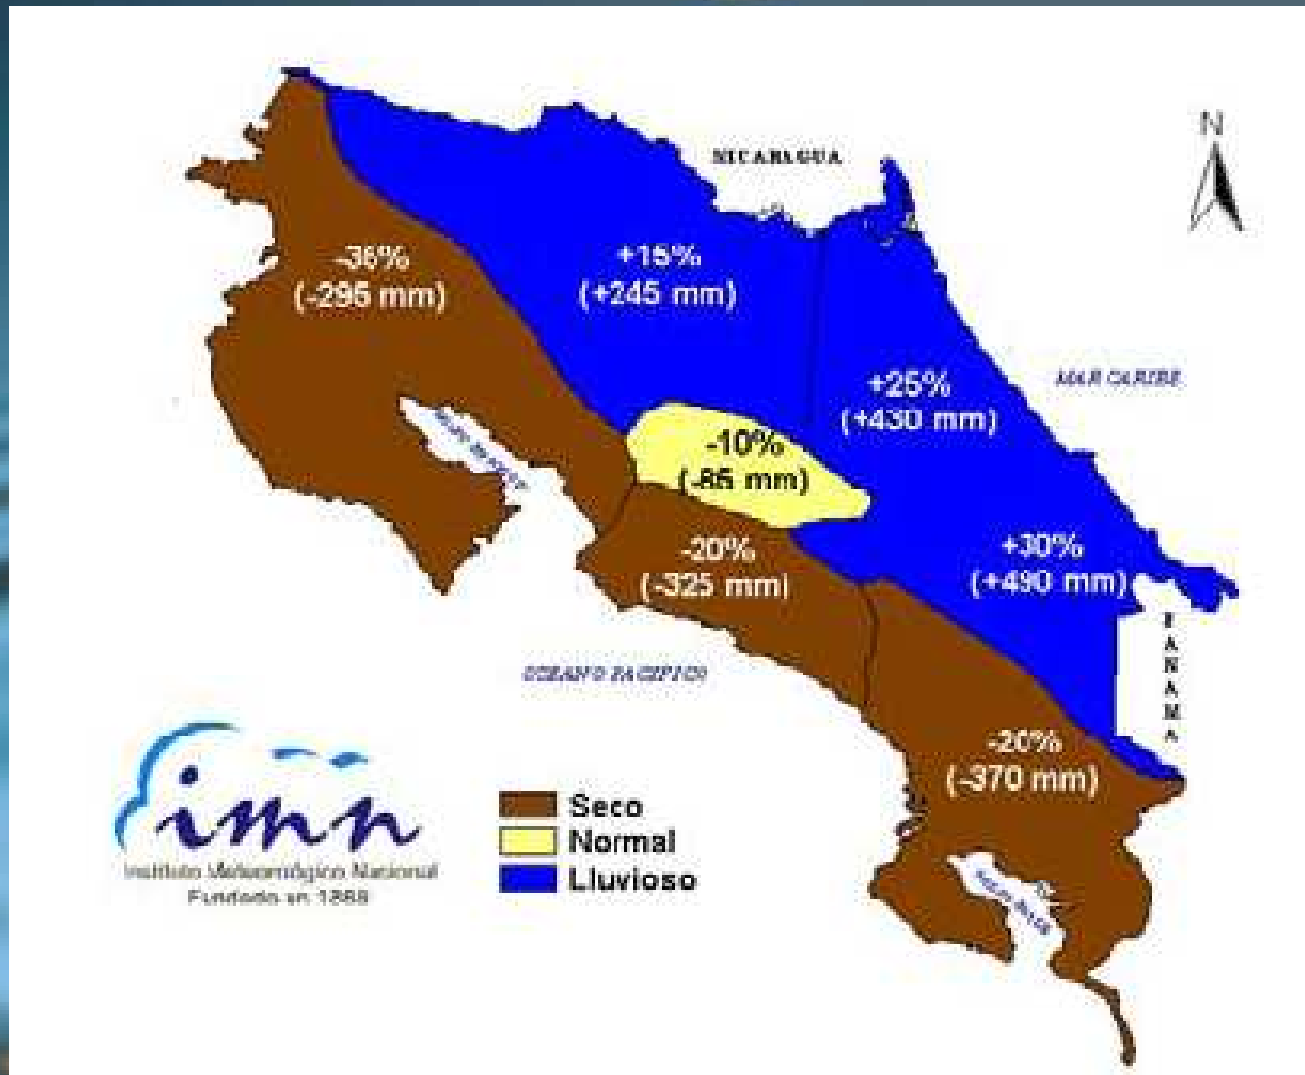 N
NICARAGUA
-36%
(-295 mm)
+15%
(+245 mm)
MAR CARIBE
+25%
(+430 mm)
-10%
(-85 mm)
-20%
(-325 mm)
+30%
(+490 mm)
PANAMA
OCEANO PACIFICO
-20%
(-370 mm)
imn
Instituto Meteorológico Nacional
Fundado en
Seco
Normal
Lluvioso